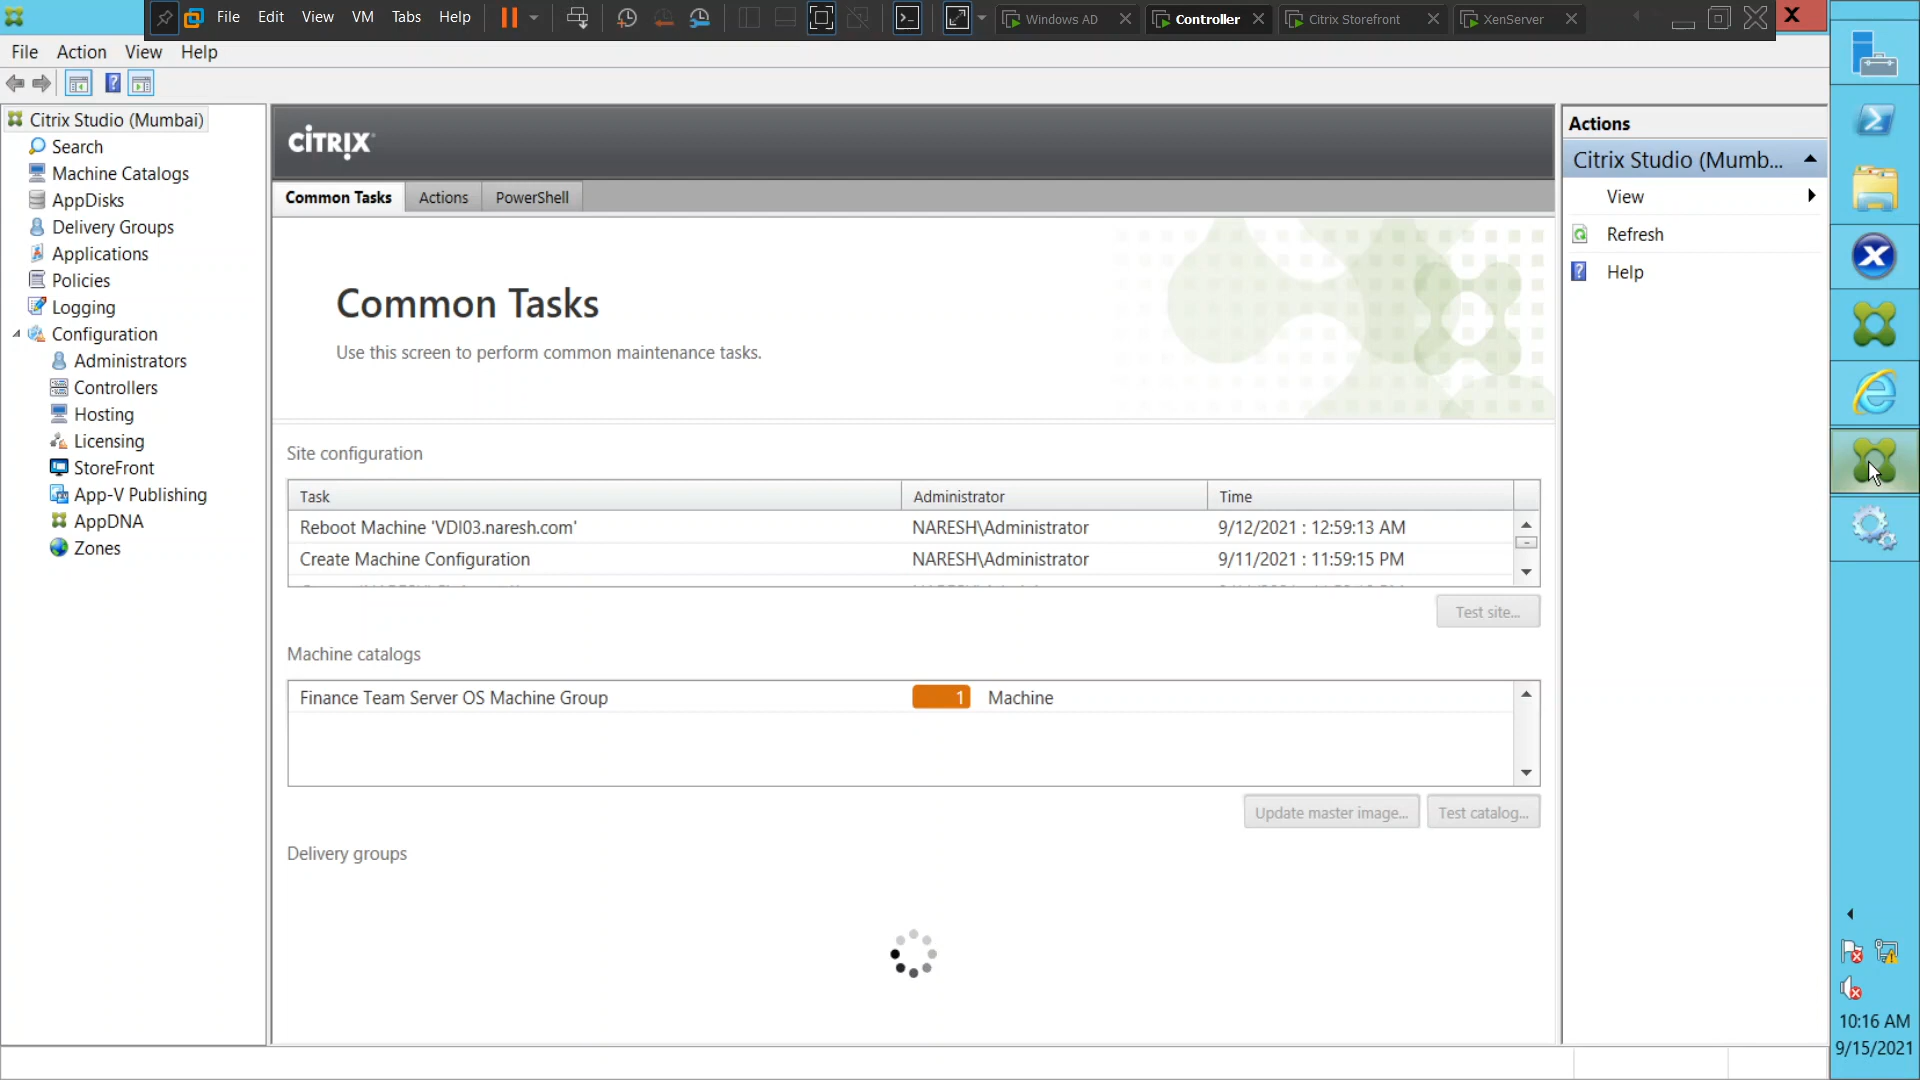 File Edit View VM Tabs Help
Windows AD
Controller
Citrix Storefront
XenServer
X
File Action View Help
Citrix Studio (Mumbai)
Search
Machine Catalogs
AppDisks
Delivery Groups
Applications
Policies
Logging
Configuration
Administrators
Controllers
Hosting
Licensing
StoreFront
App-V Publishing
AppDNA
Zones
CITRIX
Common Tasks Actions PowerShell
Common Tasks
Use this screen to perform common maintenance tasks.
Site configuration
Task Administrator Time
Reboot Machine 'VDI03.naresh.com' NARESH\Administrator 9/12/2021 : 12:59:13 AM
Create Machine Configuration NARESH\Administrator 9/11/2021 : 11:59:15 PM
Test site...
Machine catalogs
Finance Team Server OS Machine Group 1 Machine
Update master image... Test catalog...
Delivery groups
Actions
Citrix Studio (Mumb...
View
Refresh
Help
10:16 AM
9/15/2021